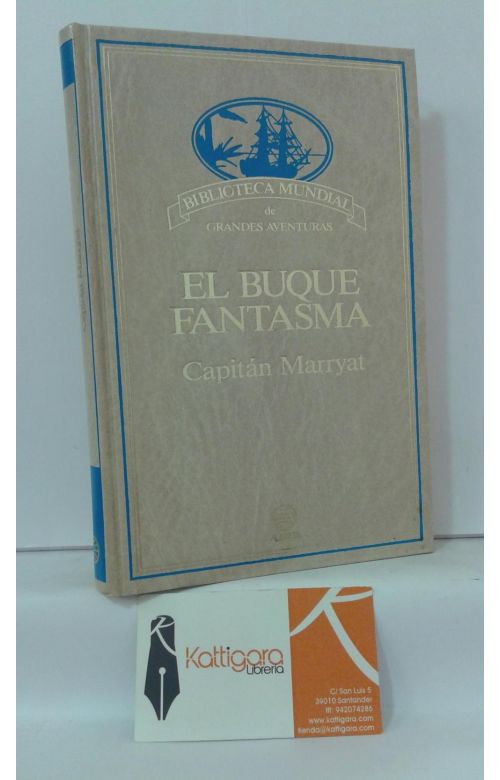 BIBLIOTECA MUNDIAL
de
GRANDES AVENTURAS
EL BUQUE
FANTASMA
Capitán Marryat
Kattigara
Librería
C/ San Luis 5
39010 Santander
tlf: 942074286
www.kattigara.com
tienda@kattigara.com